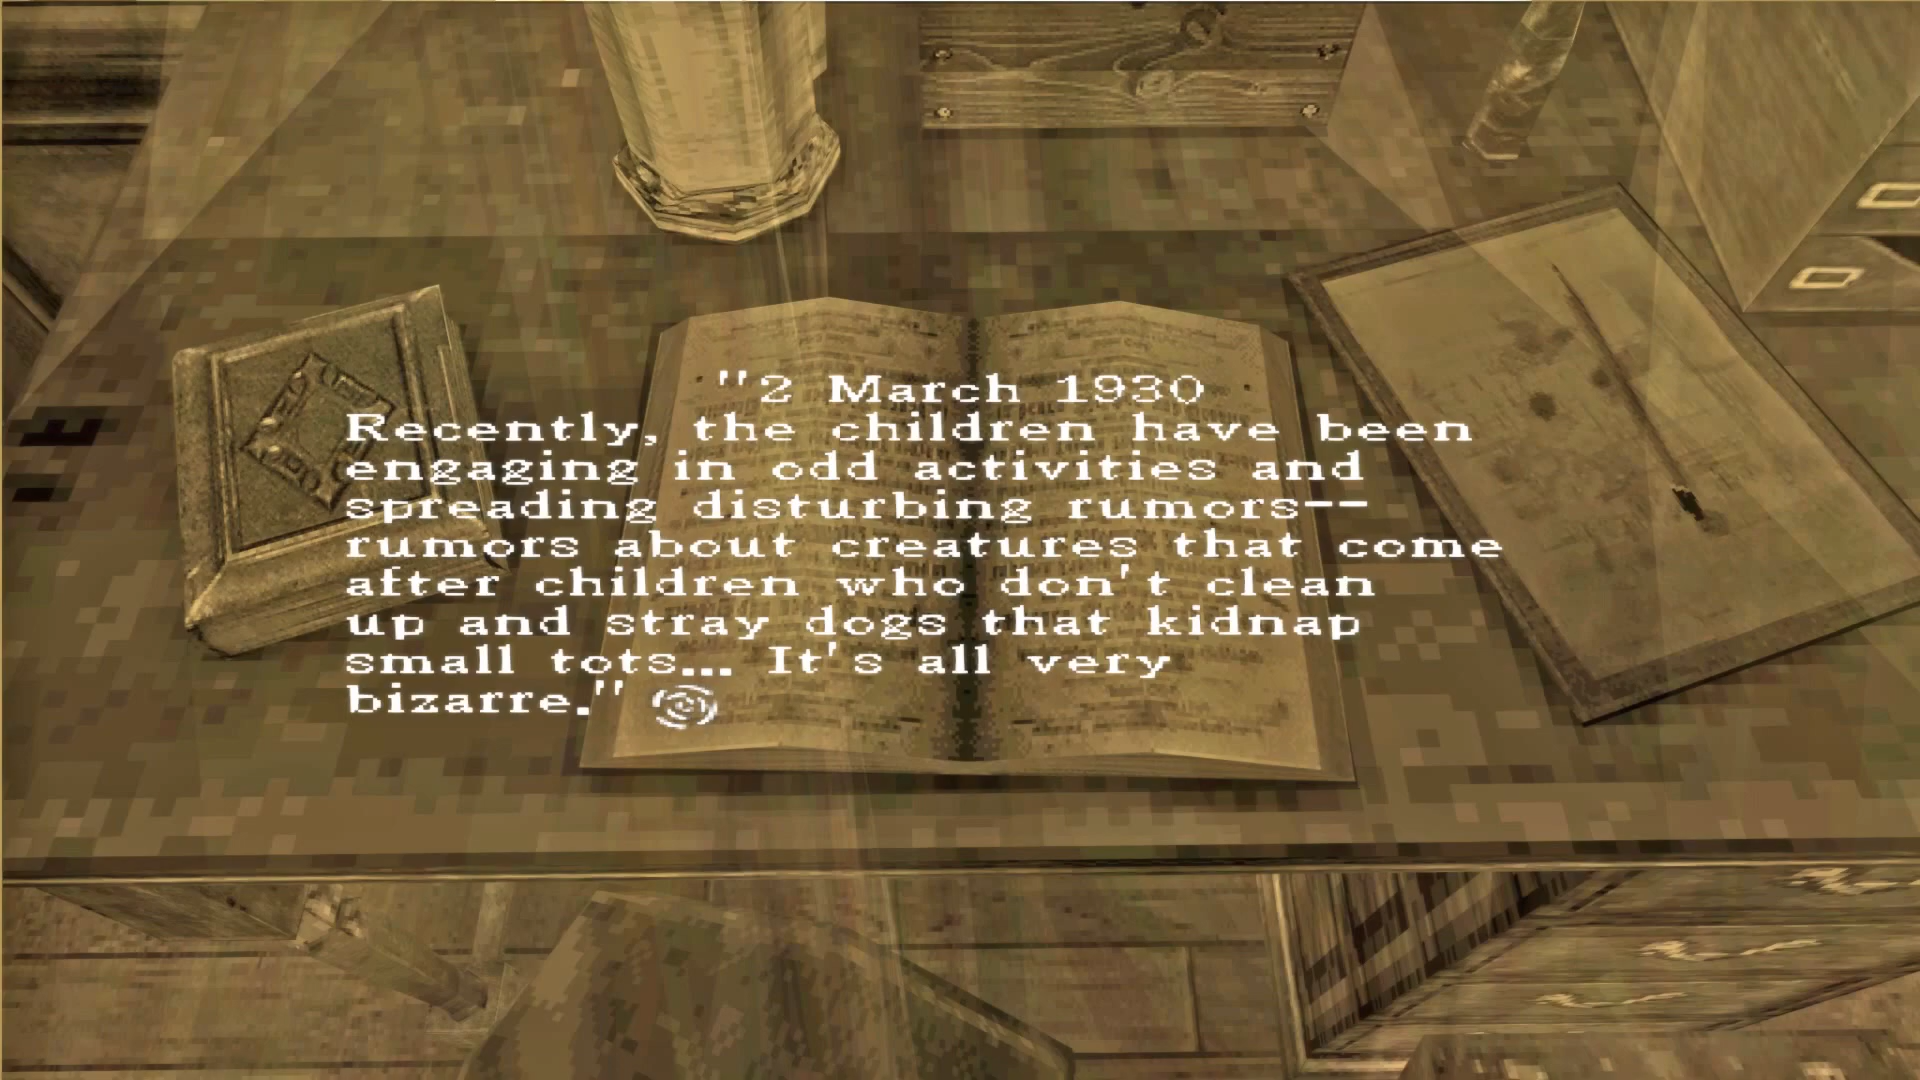 "2 March 1930
Recently, the children have been
engaging in odd activities and
spreading disturbing rumors--
rumors about creatures that come
after children who don't clean
up and stray dogs that kidnap
small tots... It's all very
bizarre."